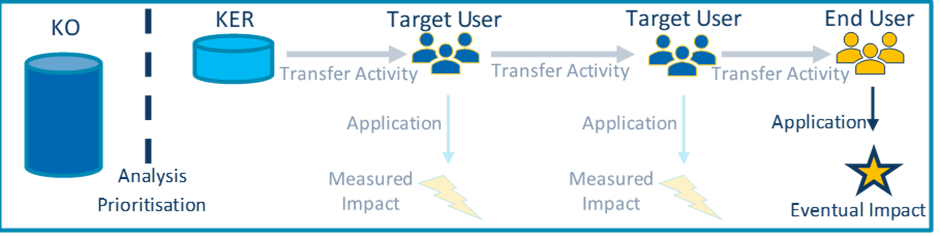 KO
KER
Target User
Target User
End User
Transfer Activity
Transfer Activity
Transfer Activity
Application
Application
Application
Analysis
Prioritisation
Measured
Impact
Measured
Impact
Eventual Impact